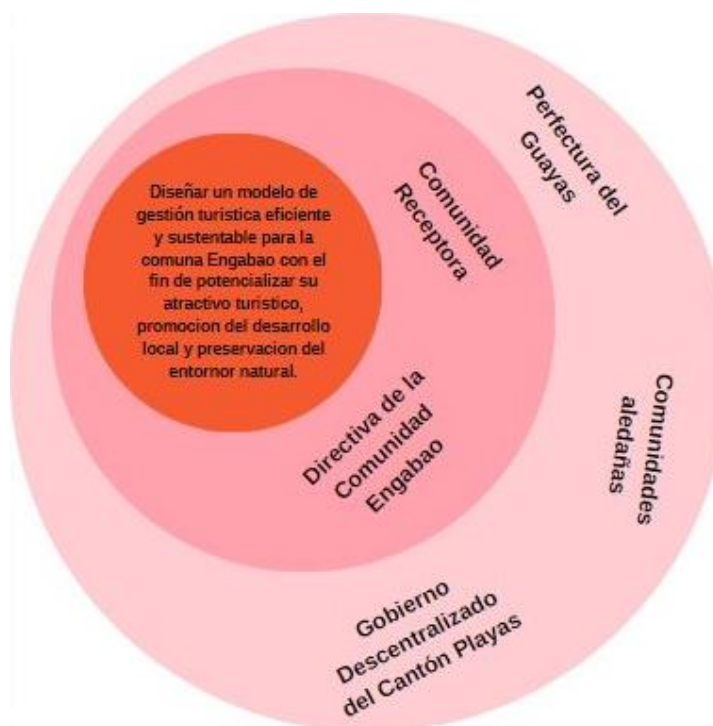 Diseñar un modelo de
gestión turistica eficiente
y sustentable para la
comuna Engabao con el
fin de potencializar su
atractivo turistico,
promocion del desarrollo
local y preservacion del
entornor natural.
Comunidad
Receptora
Directiva de la
Comunidad
Engabao
Perfectura del
Guayas
Comunidades
aledañas
Gobierno
Descentralizado
del Cantón Playas